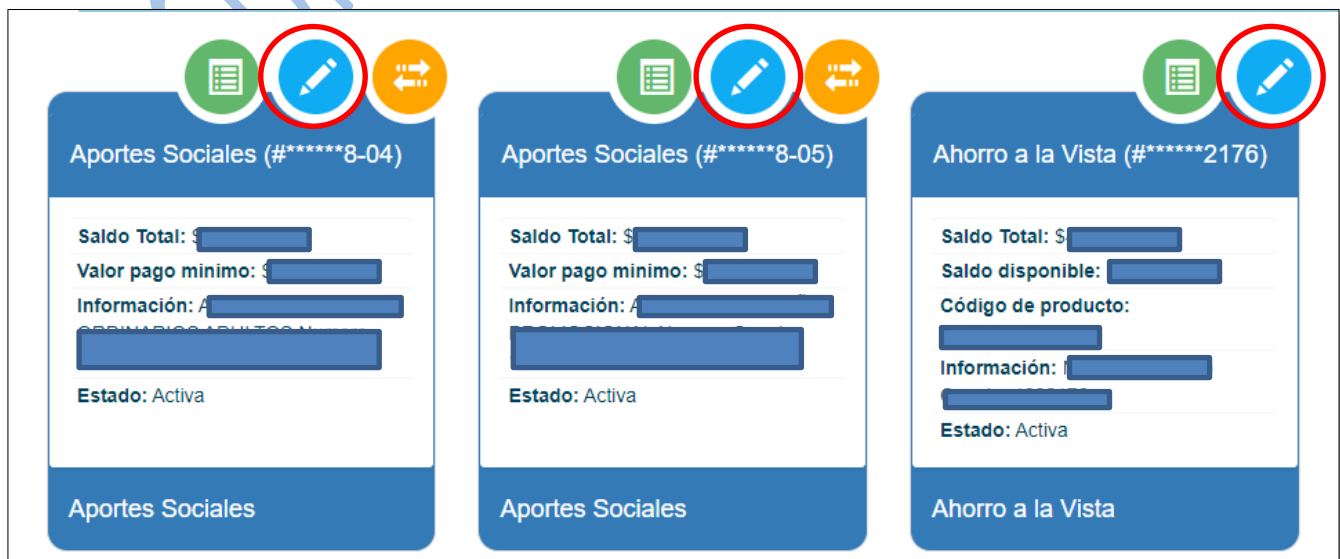 Aportes Sociales (#******8-04)
Saldo Total: $
Valor pago minimo: $
Información: A
Estado: Activa
Aportes Sociales
Aportes Sociales (#******8-05)
Saldo Total: $
Valor pago minimo: $
Información: A
Estado: Activa
Aportes Sociales
Ahorro a la Vista (#******2176)
Saldo Total: $
Saldo disponible:
Código de producto:
Información:
Estado: Activa
Ahorro a la Vista